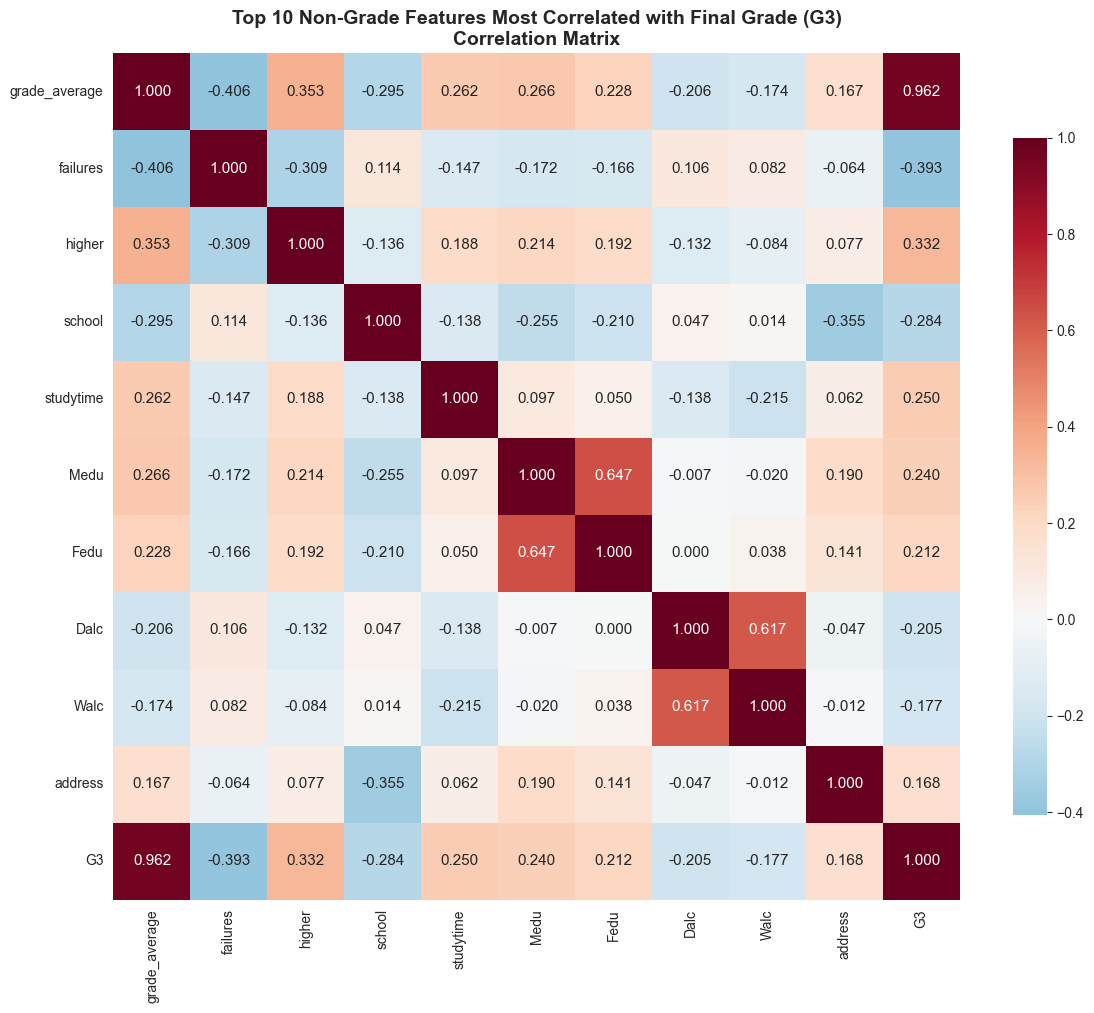 Top 10 Non-Grade Features Most Correlated with Final Grade (G3)
Correlation Matrix
grade_average 1.000 -0.406 0.353 -0.295 0.262 0.266 0.228 -0.206 -0.174 0.167 0.962
failures -0.406 1.000 -0.309 0.114 -0.147 -0.172 -0.166 0.106 0.082 -0.064 -0.393
higher 0.353 -0.309 1.000 -0.136 0.188 0.214 0.192 -0.132 -0.084 0.077 0.332
school -0.295 0.114 -0.136 1.000 -0.138 -0.255 -0.210 0.047 0.014 -0.355 -0.284
studytime 0.262 -0.147 0.188 -0.138 1.000 0.097 0.050 -0.138 -0.215 0.062 0.250
Medu 0.266 -0.172 0.214 -0.255 0.097 1.000 0.647 -0.007 -0.020 0.190 0.240
Fedu 0.228 -0.166 0.192 -0.210 0.050 0.647 1.000 0.000 0.038 0.141 0.212
Dalc -0.206 0.106 -0.132 0.047 -0.138 -0.007 0.000 1.000 0.617 -0.047 -0.205
Walc -0.174 0.082 -0.084 0.014 -0.215 -0.020 0.038 0.617 1.000 -0.012 -0.177
address 0.167 -0.064 0.077 -0.355 0.062 0.190 0.141 -0.047 -0.012 1.000 0.168
G3 0.962 -0.393 0.332 -0.284 0.250 0.240 0.212 -0.205 -0.177 0.168 1.000
grade_average failures higher school studytime Medu Fedu Dalc Walc address G3
1.0
0.8
0.6
0.4
0.2
0.0
−0.2
−0.4